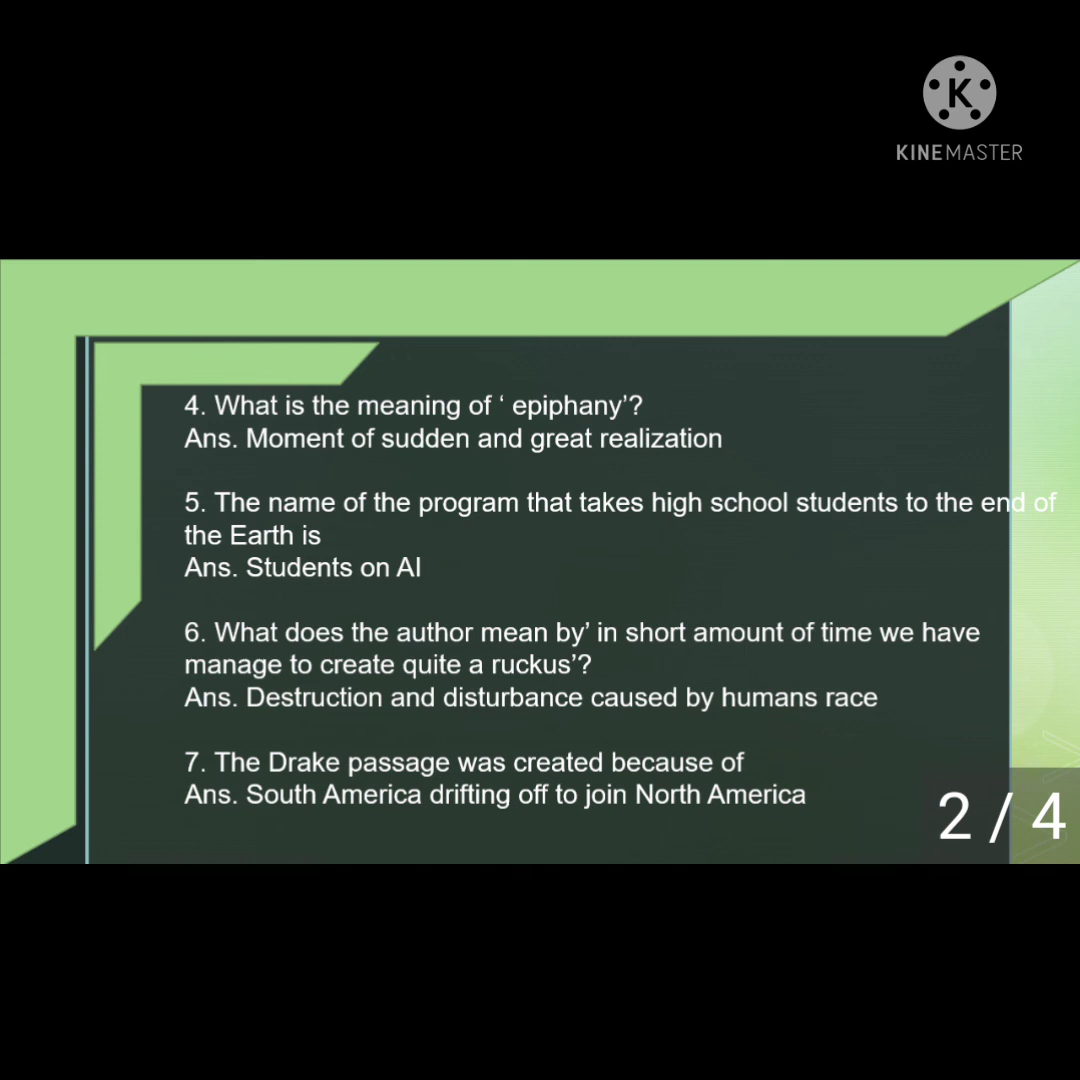 KINEMASTER
4. What is the meaning of ‘ epiphany’?
Ans. Moment of sudden and great realization
5. The name of the program that takes high school students to the end of
the Earth is
Ans. Students on AI
6. What does the author mean by’ in short amount of time we have
manage to create quite a ruckus’?
Ans. Destruction and disturbance caused by humans race
7. The Drake passage was created because of
Ans. South America drifting off to join North America
2 / 4